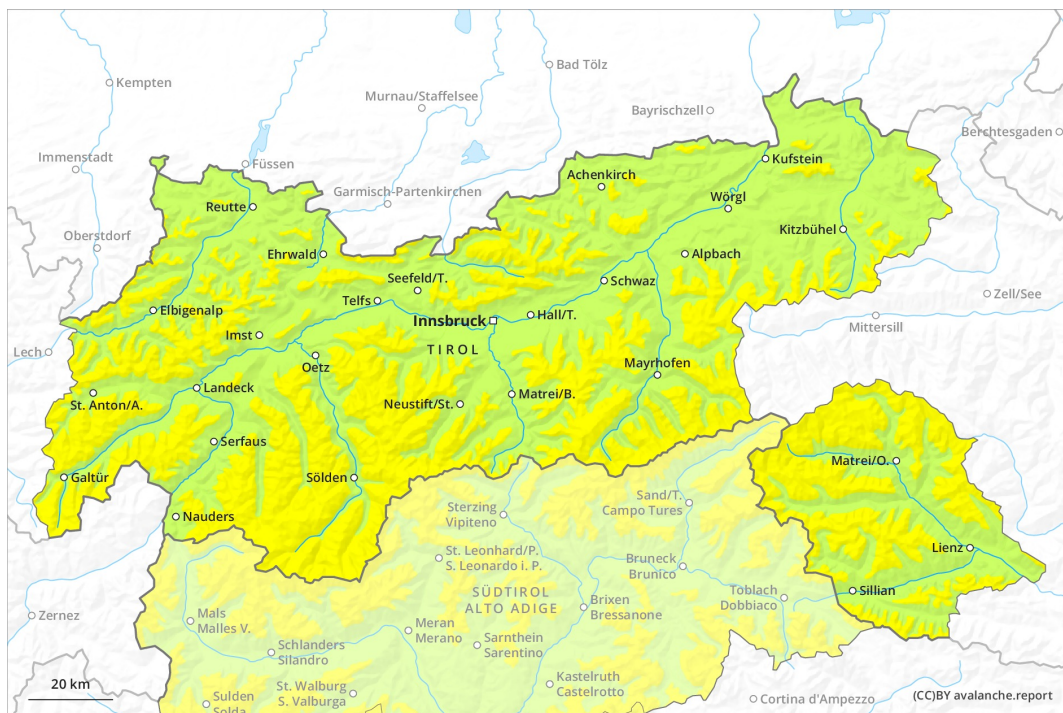 Kempten
Bad Tölz
Murnau/Staffelsee
Bayrischzell
Berchtesgaden
Immenstadt
Füssen
Kufstein
Achenkirch
Garmisch-Partenkirchen
Wörgl
Reutte
Kitzbühel
Oberstdorf
Ehrwald
Alpbach
Seefeld/T.
Schwaz
Zell/See
Telfs
Elbigenalp
Hall/T.
Innsbruck
Mittersill
Imst
Lech
TIROL
Oetz
Mayrhofen
Landeck
St. Anton/A.
Neustift/St.
Matrei/B.
Serfaus
Matrei/O.
Galtür
Sölden
Sand/T.
Campo Tures
Sterzing
Vipiteno
Nauders
Lienz
St. Leonhard/P.
S. Leonardo i. P.
Bruneck
Brunico
Toblach
Dobbiaco
Sillian
SÜDTIROL
ALTO ADIGE
Brixen
Bressanone
Zernez
Mals
Malles V.
Meran
Merano
Sarnthein
Sarentino
Schlanders
Silandro
Kastelruth
Castelrotto
St. Walburg
S. Valburga
20 km
Sulden
Solda
Cortina d'Ampezzo
(CC)BY avalanche.report